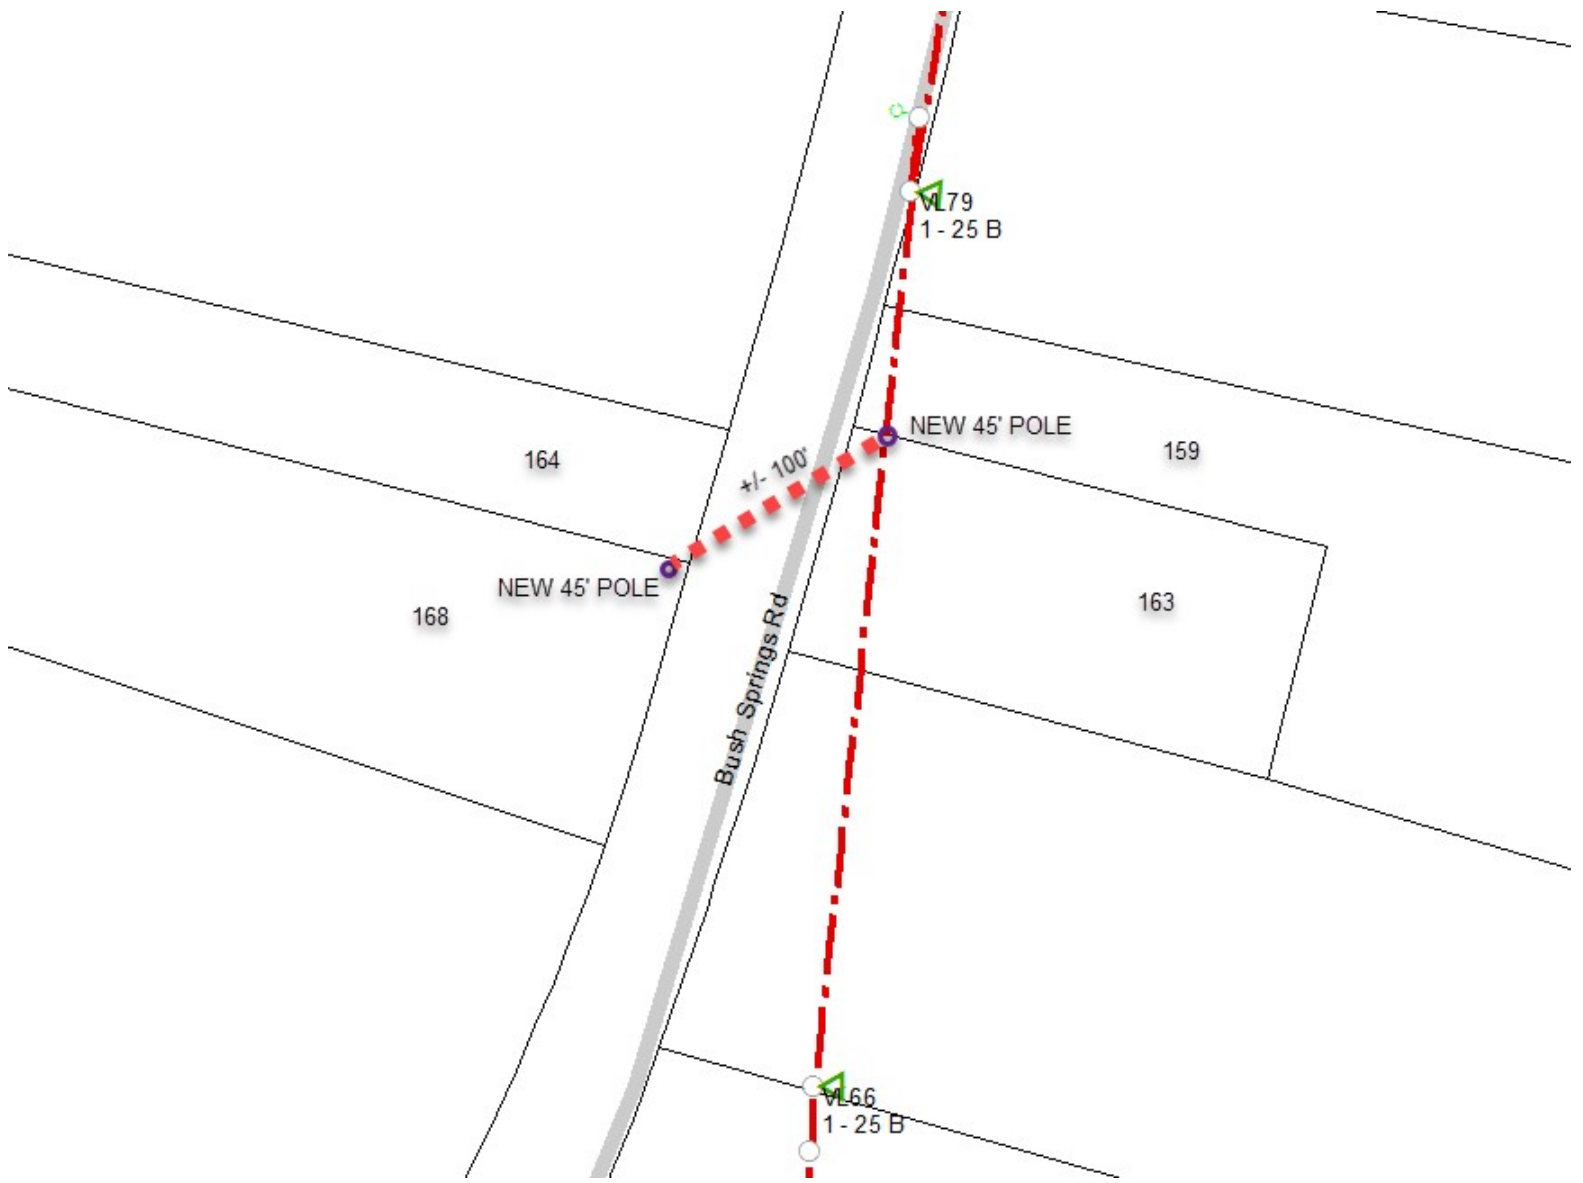 VL79
1 - 25 B
NEW 45' POLE
159
+/- 100'
164
NEW 45' POLE
168
163
Bush Springs Rd
VL66
1 - 25 B